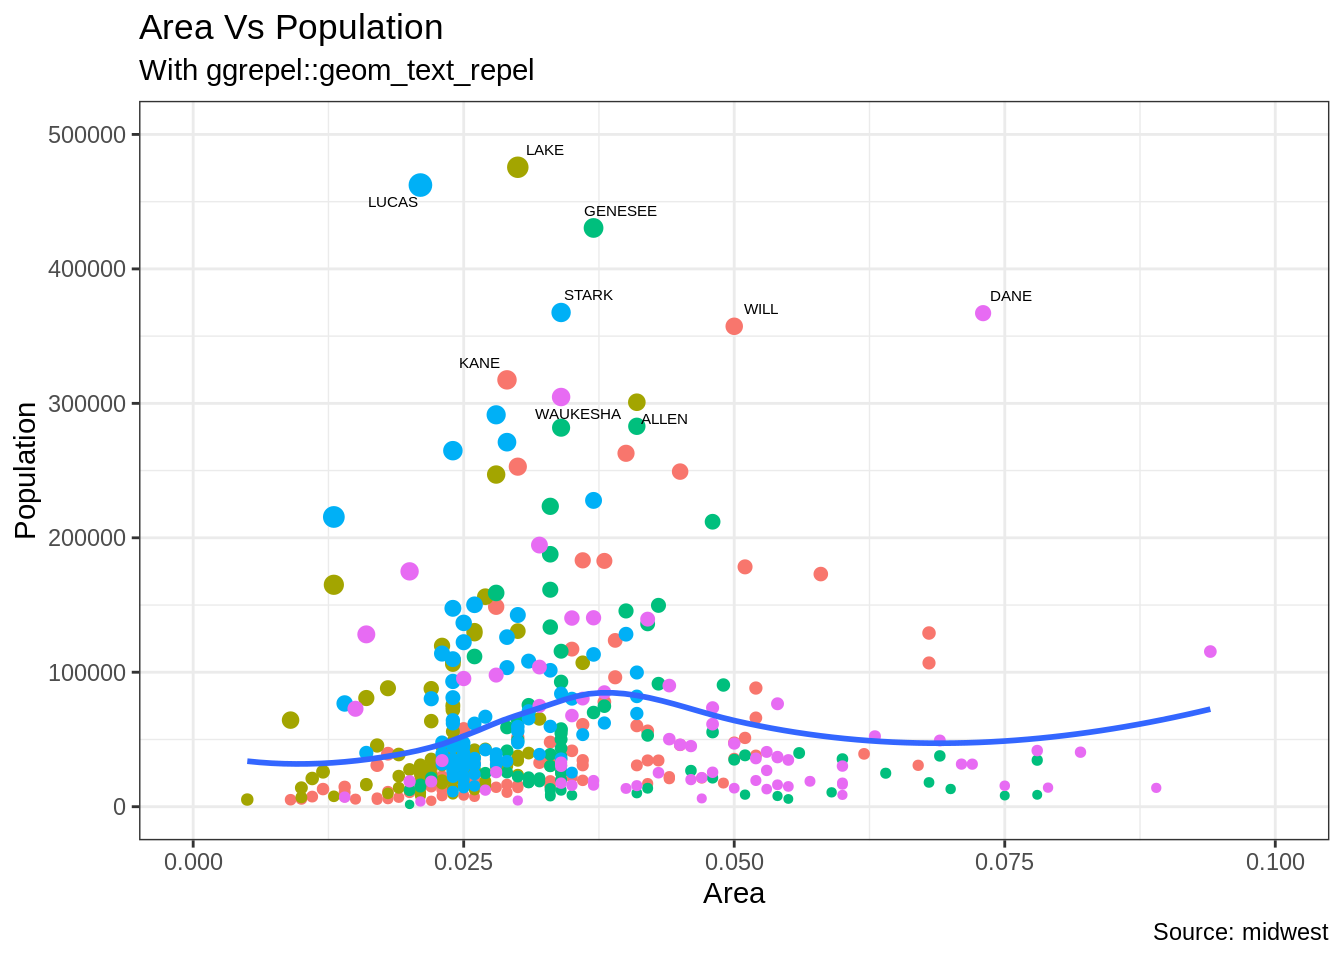 Area Vs Population
With ggrepel::geom_text_repel
500000
400000
300000
200000
100000
0
Population
LAKE
LUCAS
GENESEE
STARK
DANE
WILL
KANE
WAUKESHA
ALLEN
0.000 0.025 0.050 0.075 0.100
Area
Source: midwest